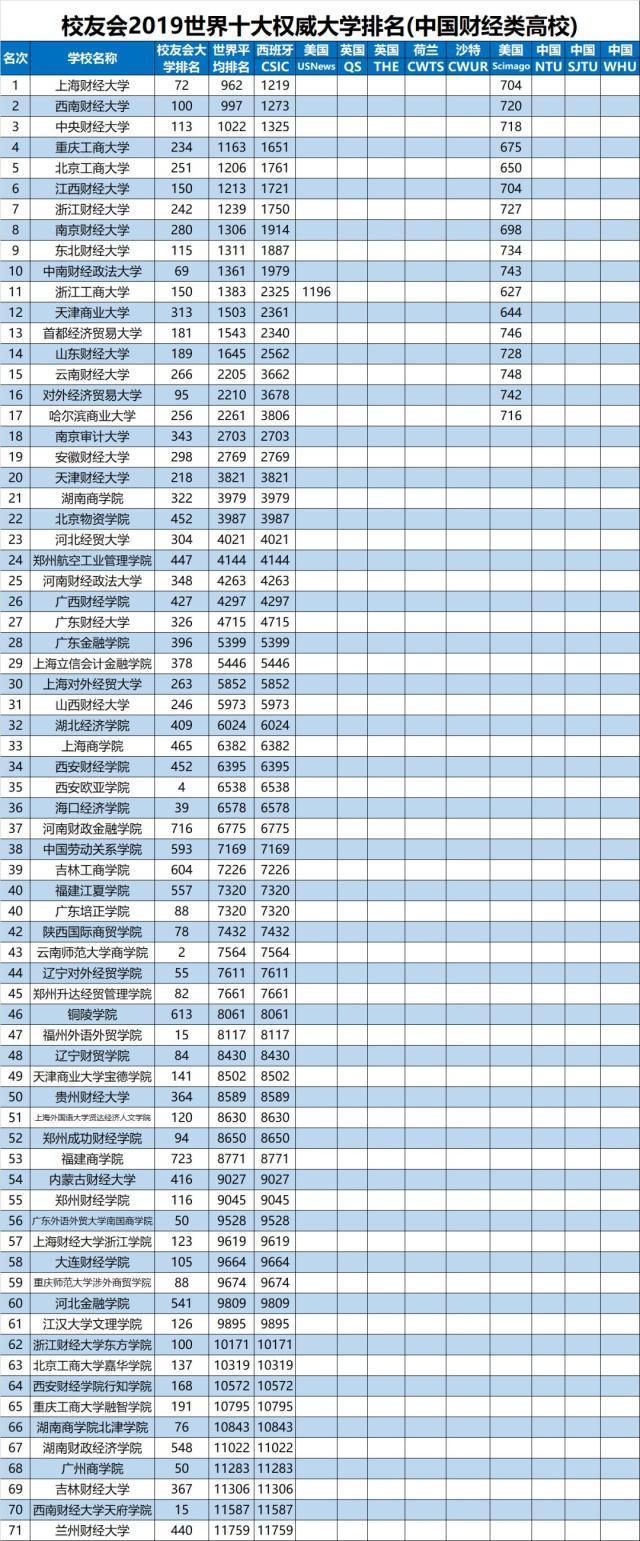 校友会2019世界十大权威大学排名(中国财经类高校)
名次 学校名称 校友会大学排名 世界平均排名 西班牙CSIC 美国USNews 英国QS 英国THE 荷兰CWTS 沙特CWUR 美国Scimago 中国NTU 中国SJTU 中国WHU
1 上海财经大学 72 962 1219 704
2 西南财经大学 100 997 1273 720
3 中央财经大学 113 1022 1325 718
4 重庆工商大学 234 1163 1651 675
5 北京工商大学 251 1206 1761 650
6 江西财经大学 150 1213 1721 704
7 浙江财经大学 242 1239 1750 727
8 南京财经大学 280 1306 1914 698
9 东北财经大学 115 1311 1887 734
10 中南财经政法大学 69 1361 1979 743
11 浙江工商大学 150 1383 2325 1196 627
12 天津商业大学 313 1503 2361 644
13 首都经济贸易大学 181 1543 2340 746
14 山东财经大学 189 1645 2562 728
15 云南财经大学 266 2205 3662 748
16 对外经济贸易大学 95 2210 3678 742
17 哈尔滨商业大学 256 2261 3806 716
18 南京审计大学 343 2703 2703
19 安徽财经大学 298 2769 2769
20 天津财经大学 218 3821 3821
21 湖南商学院 322 3979 3979
22 北京物资学院 452 3987 3987
23 河北经贸大学 304 4021 4021
24 郑州航空工业管理学院 447 4144 4144
25 河南财经政法大学 348 4263 4263
26 广西财经学院 427 4297 4297
27 广东财经大学 326 4715 4715
28 广东金融学院 396 5399 5399
29 上海立信会计金融学院 378 5446 5446
30 上海对外经贸大学 263 5852 5852
31 山西财经大学 246 5973 5973
32 湖北经济学院 409 6024 6024
33 上海商学院 465 6382 6382
34 西安财经学院 452 6395 6395
35 西安欧亚学院 4 6538 6538
36 海口经济学院 39 6578 6578
37 河南财政金融学院 716 6775 6775
38 中国劳动关系学院 593 7169 7169
39 吉林工商学院 604 7226 7226
40 福建江夏学院 557 7320 7320
40 广东培正学院 88 7320 7320
42 陕西国际商贸学院 78 7432 7432
43 云南师范大学商学院 2 7564 7564
44 辽宁对外经贸学院 55 7611 7611
45 郑州升达经贸管理学院 82 7661 7661
46 铜陵学院 613 8061 8061
47 福州外语外贸学院 15 8117 8117
48 辽宁财贸学院 84 8430 8430
49 天津商业大学宝德学院 141 8502 8502
50 贵州财经大学 364 8589 8589
51 上海外国语大学贤达经济人文学院 120 8630 8630
52 郑州成功财经学院 94 8650 8650
53 福建商学院 723 8771 8771
54 内蒙古财经大学 416 9027 9027
55 郑州财经学院 116 9045 9045
56 广东外语外贸大学南国商学院 50 9528 9528
57 上海财经大学浙江学院 123 9619 9619
58 大连财经学院 105 9664 9664
59 重庆师范大学涉外商贸学院 88 9674 9674
60 河北金融学院 541 9809 9809
61 江汉大学文理学院 126 9895 9895
62 浙江财经大学东方学院 100 10171 10171
63 北京工商大学嘉华学院 137 10319 10319
64 西安财经学院行知学院 168 10572 10572
65 重庆工商大学融智学院 191 10795 10795
66 湖南商学院北津学院 76 10843 10843
67 湖南财政经济学院 548 11022 11022
68 广州商学院 50 11283 11283
69 吉林财经大学 367 11306 11306
70 西南财经大学天府学院 15 11587 11587
71 兰州财经大学 440 11759 11759